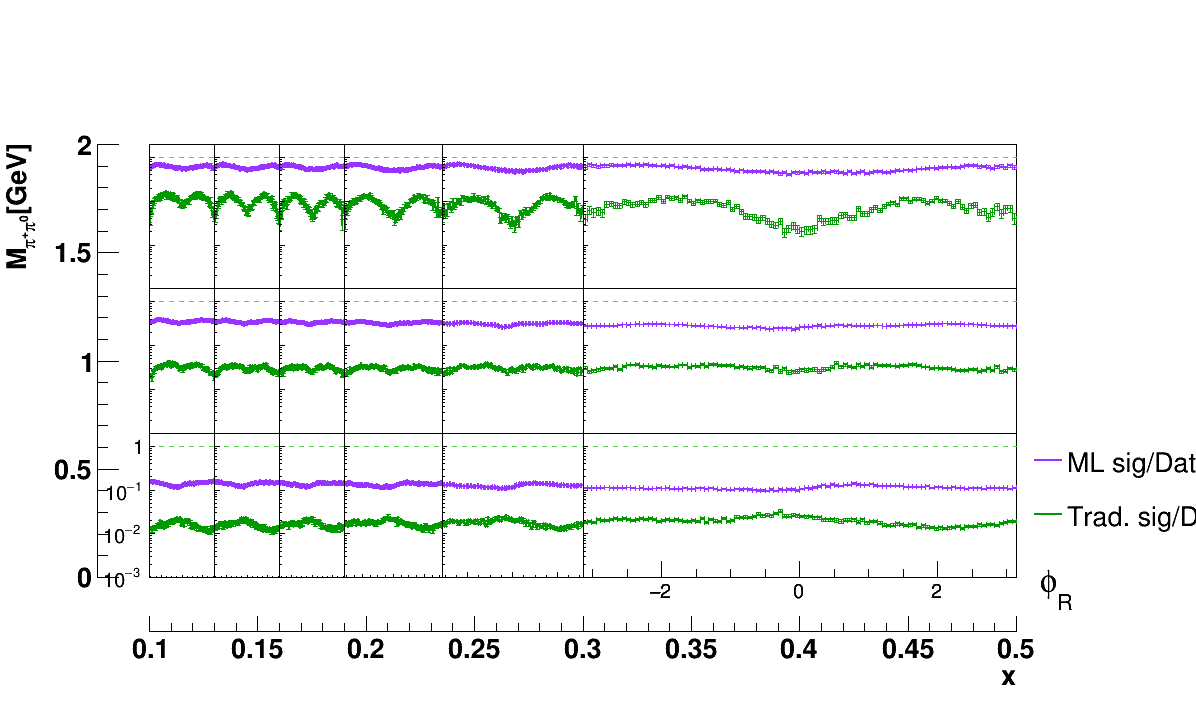 M_{π⁺π⁰}[GeV]
2
1.5
1
0.5
0
1
10⁻¹
10⁻²
10⁻³
ML sig/Dat
Trad. sig/D
−2 0 2
ϕ_R
0.1 0.15 0.2 0.25 0.3 0.35 0.4 0.45 0.5
x